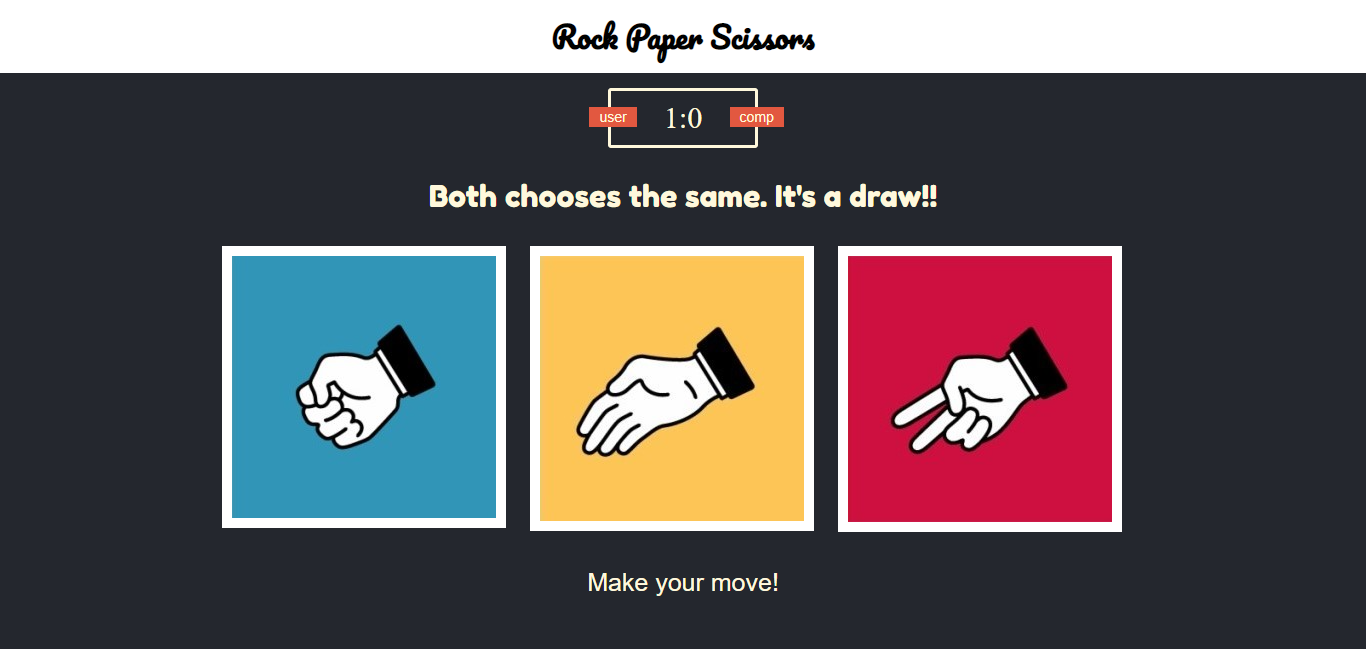 Rock Paper Scissors
user 1:0 comp
Both chooses the same. It's a draw!!
Make your move!